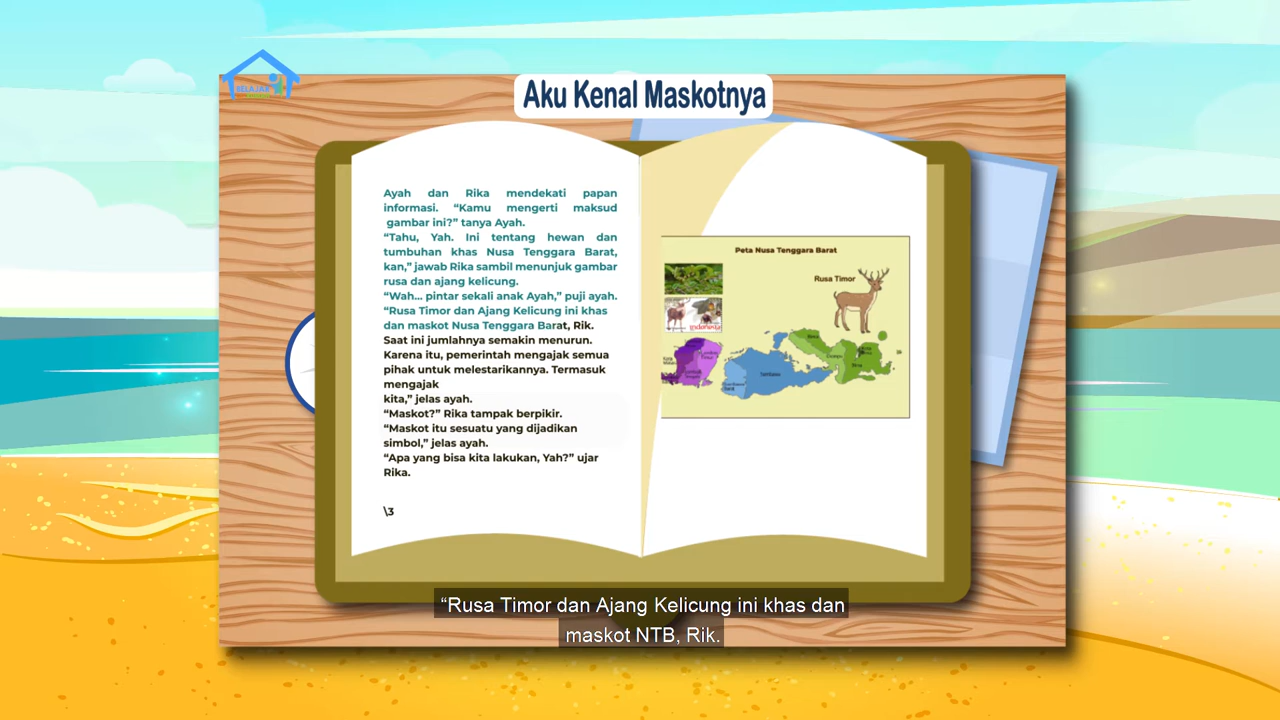 BELAJAR
Aku Kenal Maskotnya
Ayah dan Rika mendekati papan
informasi. “Kamu mengerti maksud
gambar ini?” tanya Ayah.
“Tahu, Yah. Ini tentang hewan dan
tumbuhan khas Nusa Tenggara Barat,
kan,” jawab Rika sambil menunjuk gambar
rusa dan ajang kelicung.
“Wah... pintar sekali anak Ayah,” puji ayah.
“Rusa Timor dan Ajang Kelicung ini khas
dan maskot Nusa Tenggara Barat, Rik.
Saat ini jumlahnya semakin menurun.
Karena itu, pemerintah mengajak semua
pihak untuk melestarikannya. Termasuk
mengajak
kita,” jelas ayah.
“Maskot?” Rika tampak berpikir.
“Maskot itu sesuatu yang dijadikan
simbol,” jelas ayah.
“Apa yang bisa kita lakukan, Yah?” ujar
Rika.
\3
Peta Nusa Tenggara Barat
Rusa Timor
Indonesia
“Rusa Timor dan Ajang Kelicung ini khas dan
maskot NTB, Rik.